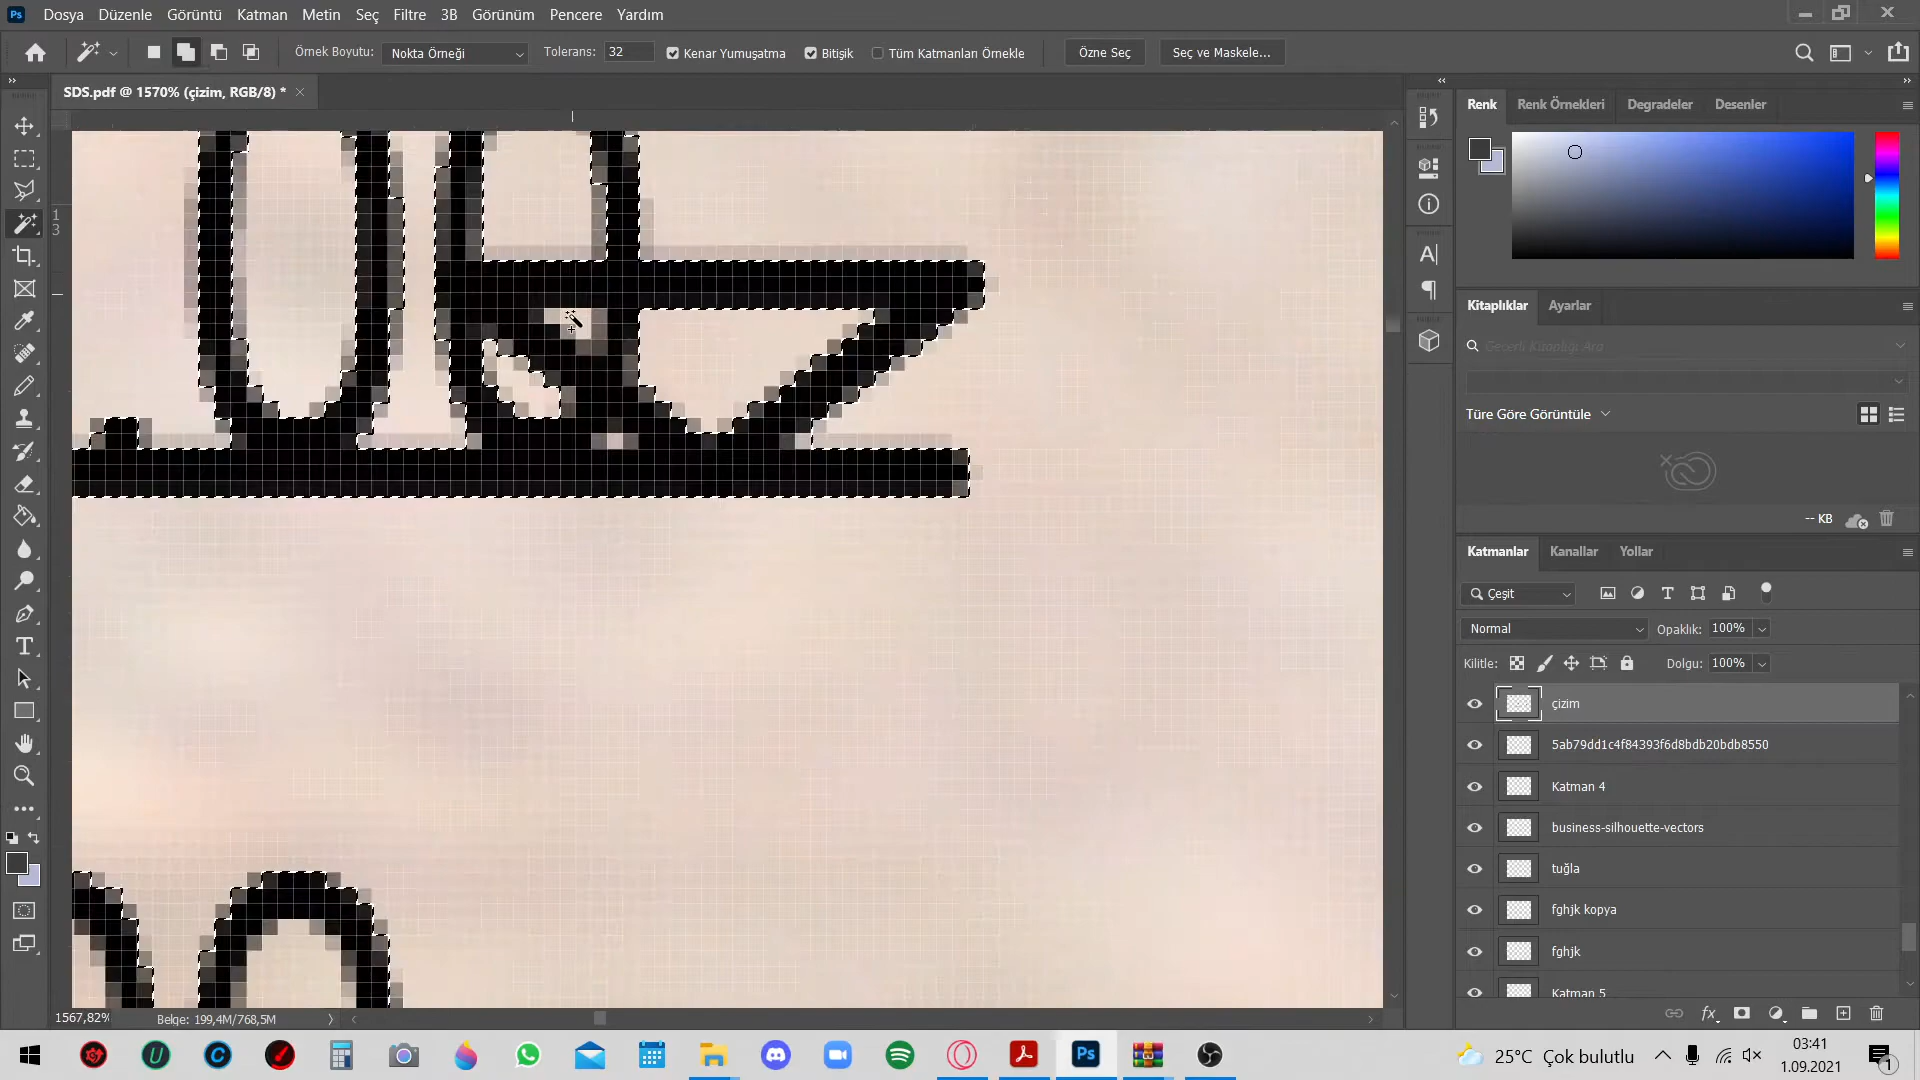 Ps Dosya Düzenle Görüntü Katman Metin Seç Filtre 3B Görünüm Pencere Yardım
Örnek Boyutu: Nokta Örneği Tolerans: 32 Kenar Yumuşatma Bitişik Tüm Katmanları Örnekle Özne Seç Seç ve Maskele...
SDS.pdf @ 1570% (çizim, RGB/8) *
1
3
Renk Renk Örnekleri Degradeler Desenler
Kitaplıklar Ayarlar
Geçerli Kitaplığı Ara
Türe Göre Görüntüle
-- KB
Katmanlar Kanallar Yollar
Çeşit
Normal Opaklık: 100%
Kilitle: Dolgu: 100%
çizim
5ab79dd1c4f84393f6d8bdb20bdb8550
Katman 4
business-silhouette-vectors
tuğla
fghjk kopya
fghjk
Katman 5
1567,82% Belge: 199,4M/768,5M
25°C Çok bulutlu
03:41
1.09.2021
1